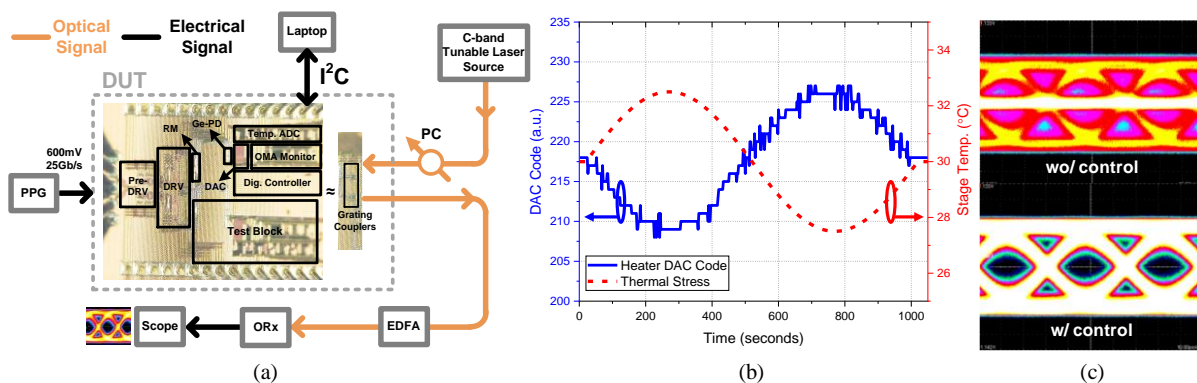 Optical
Signal
Electrical
Signal
Laptop
I²C
C-band
Tunable Laser
Source
DUT
Ge-PD
RM
Temp. ADC
OMA Monitor
DAC
Dig. Controller
Pre-
DRV
DRV
Test Block
≈
Grating
Couplers
PC
600mV
25Gb/s
PPG
Scope
ORx
EDFA
(a)
DAC Code (a.u.)
235
230
225
220
215
210
205
200
Stage Temp. (°C)
34
32
30
28
26
Heater DAC Code
Thermal Stress
0 200 400 600 800 1000
Time (seconds)
(b)
wo/ control
w/ control
(c)